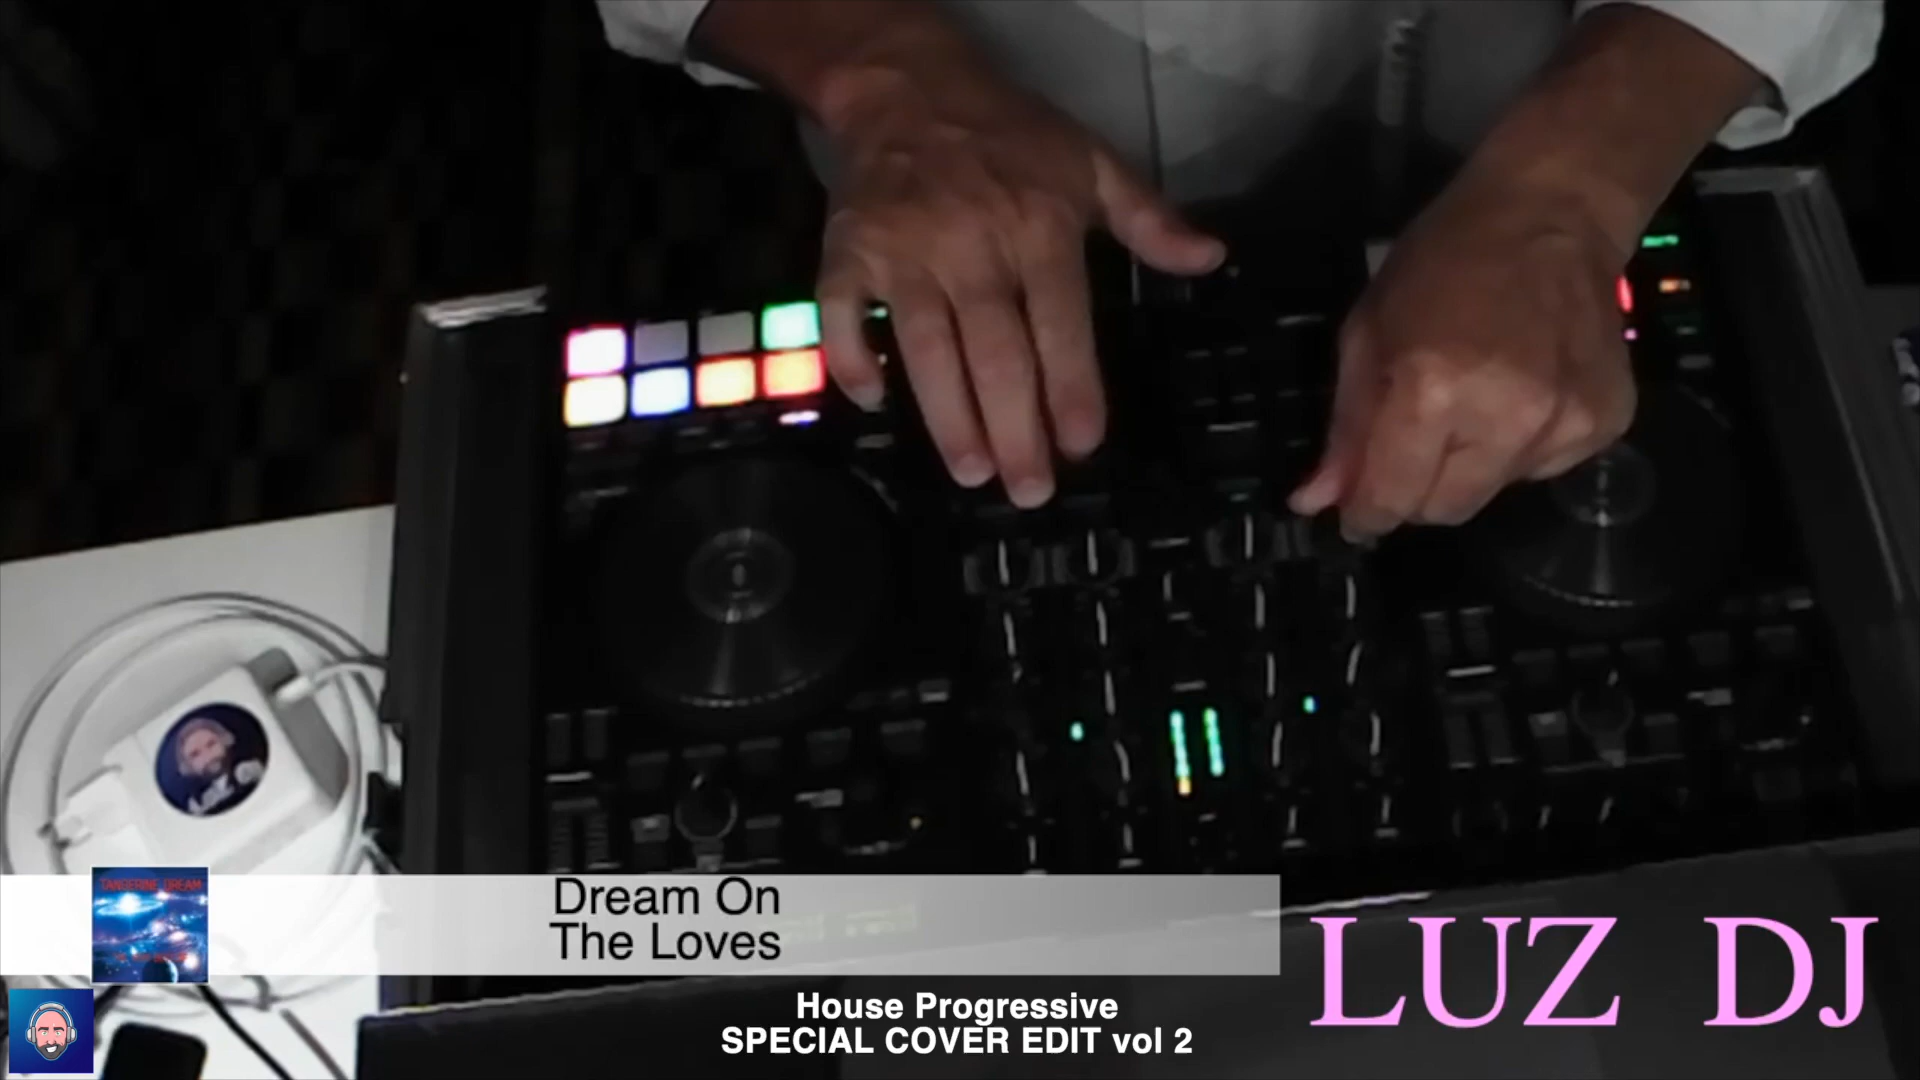 TANGERINE DREAM
Dream On
The Loves
House Progressive
SPECIAL COVER EDIT vol 2
LUZ DJ